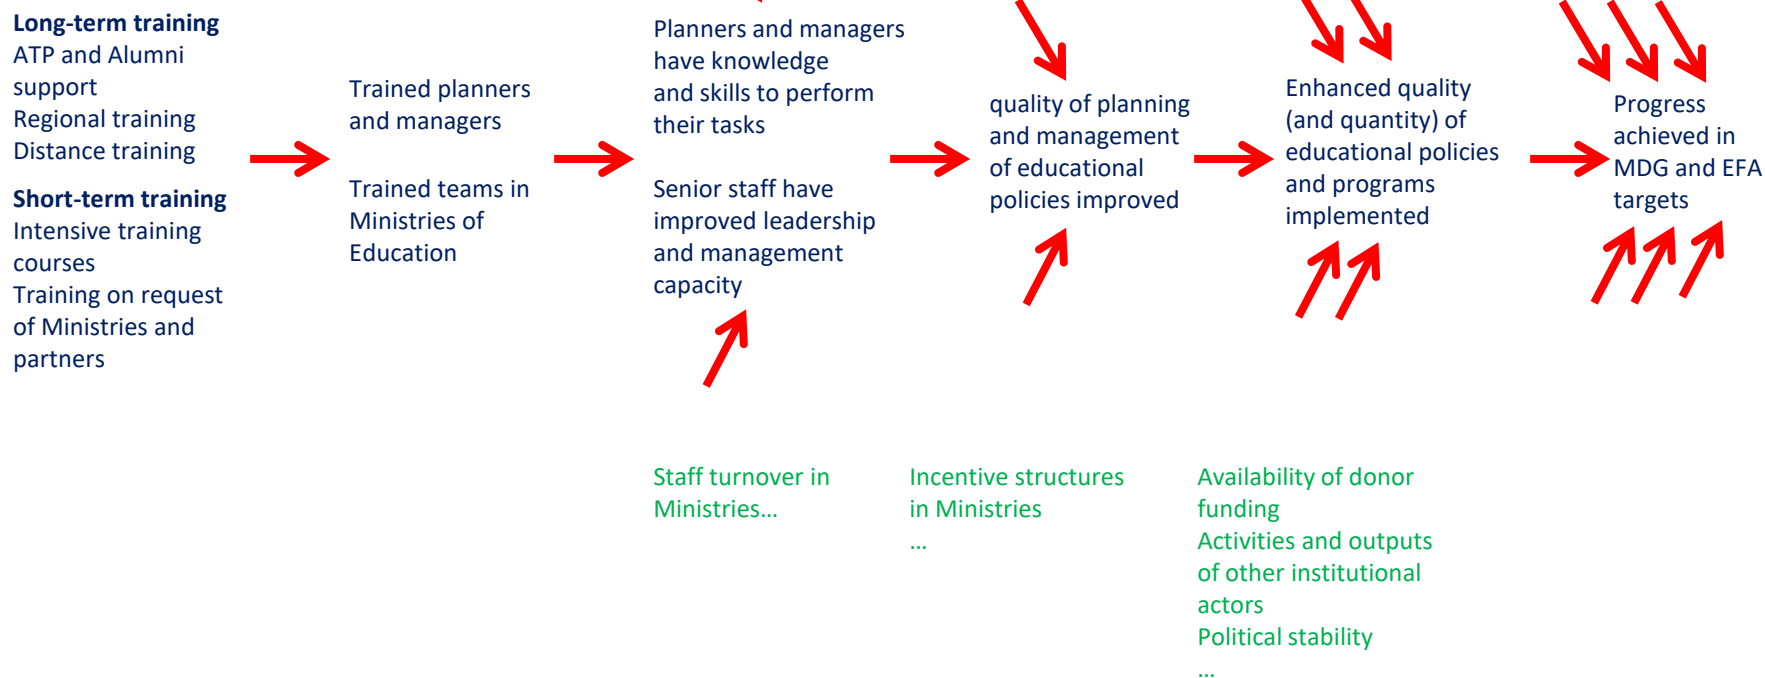 Long-term training
ATP and Alumni
support
Regional training
Distance training
Short-term training
Intensive training
courses
Training on request
of Ministries and
partners
Trained planners
and managers
Trained teams in
Ministries of
Education
Planners and managers
have knowledge
and skills to perform
their tasks
Senior staff have
improved leadership
and management
capacity
quality of planning
and management
of educational
policies improved
Enhanced quality
(and quantity) of
educational policies
and programs
implemented
Progress
achieved in
MDG and EFA
targets
Staff turnover in
Ministries…
Incentive structures
in Ministries
…
Availability of donor
funding
Activities and outputs
of other institutional
actors
Political stability
…